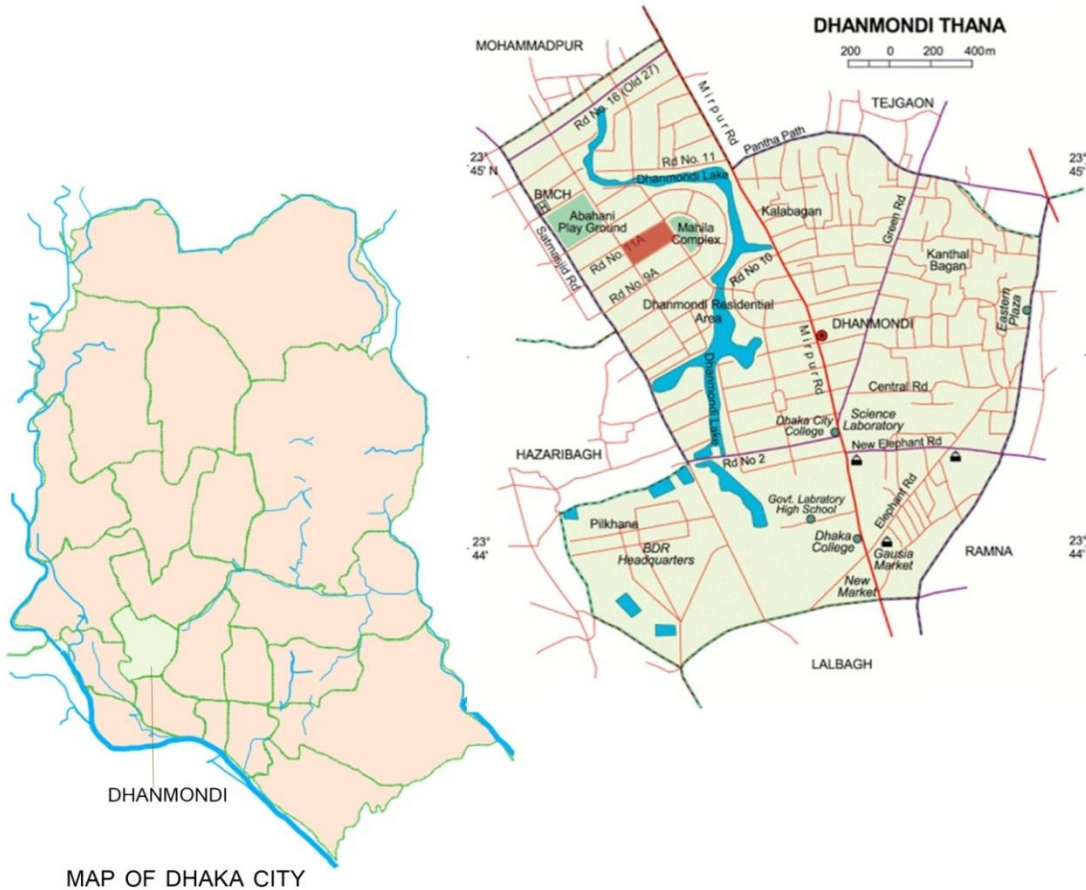 DHANMONDI THANA
200 0 200 400m
MOHAMMADPUR
TEJGAON
Rd No. 16 (Old 27)
Mirpur Rd
Pantha Path
23°
45' N
23°
45'
Rd No. 11
Dhanmondi Lake
BMCH
Abahani
Play Ground
Mahila
Complex
Kalabagan
Green Rd
Kanthal
Bagan
Satmasjid Rd
Rd No. 11A
Rd No. 9A
Rd No. 10
Dhanmondi Residential
Area
Eastern
Plaza
DHANMONDI
Mirpur Rd
Dhanmondi Lake
Central Rd
Dhaka City
College
Science
Laboratory
New Elephant Rd
HAZARIBAGH
Rd No 2
Elephant Rd
Govt. Labratory
High School
Pilkhana
BDR
Headquarters
Dhaka
College
Gausia
Market
23°
44'
23°
44'
RAMNA
New
Market
LALBAGH
DHANMONDI
MAP OF DHAKA CITY